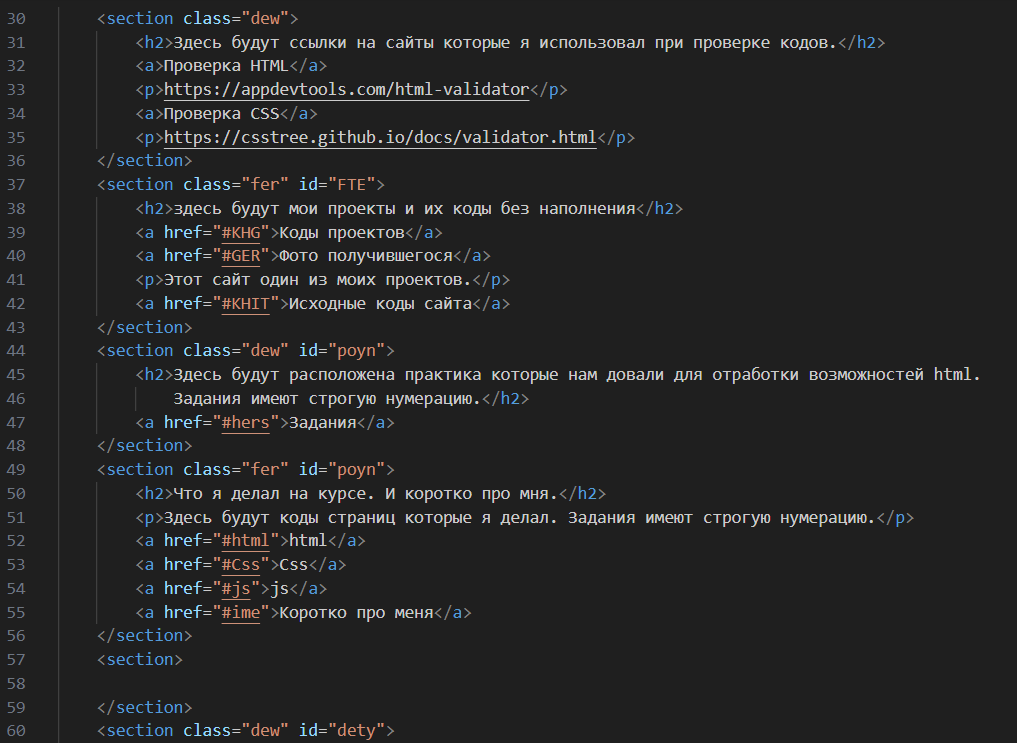 30 <section class="dew">
31 <h2>Здесь будут ссылки на сайты которые я использовал при проверке кодов.</h2>
32 <a>Проверка HTML</a>
33 <p>https://appdevtools.com/html-validator</p>
34 <a>Проверка CSS</a>
35 <p>https://csstree.github.io/docs/validator.html</p>
36 </section>
37 <section class="fer" id="FTE">
38 <h2>здесь будут мои проекты и их коды без наполнения</h2>
39 <a href="#KHG">Коды проектов</a>
40 <a href="#GER">Фото получившегося</a>
41 <p>Этот сайт один из моих проектов.</p>
42 <a href="#KHIT">Исходные коды сайта</a>
43 </section>
44 <section class="dew" id="poyn">
45 <h2>Здесь будут расположена практика которые нам довали для отработки возможностей html.
46 Задания имеют строгую нумерацию.</h2>
47 <a href="#hers">Задания</a>
48 </section>
49 <section class="fer" id="poyn">
50 <h2>Что я делал на курсе. И коротко про мня.</h2>
51 <p>Здесь будут коды страниц которые я делал. Задания имеют строгую нумерацию.</p>
52 <a href="#html">html</a>
53 <a href="#Css">Css</a>
54 <a href="#js">js</a>
55 <a href="#ime">Коротко про меня</a>
56 </section>
57 <section>
58
59 </section>
60 <section class="dew" id="dety">